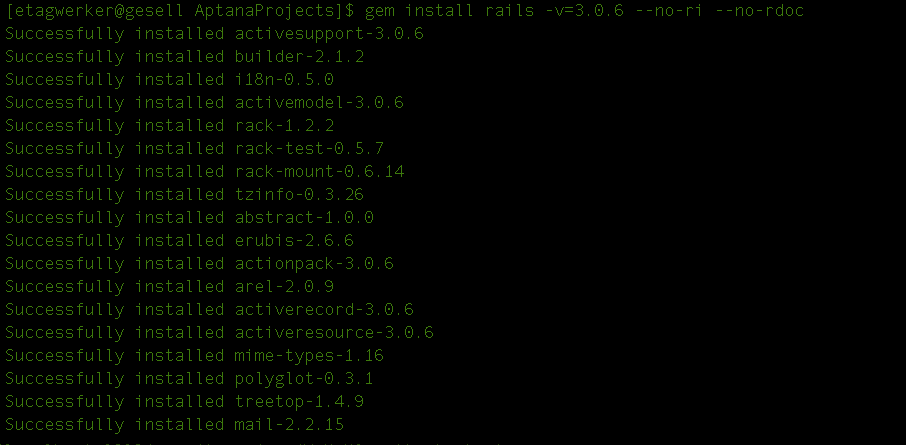 [etagwerker@gesell AptanaProjects]$ gem install rails -v=3.0.6 --no-ri --no-rdoc
Successfully installed activesupport-3.0.6
Successfully installed builder-2.1.2
Successfully installed i18n-0.5.0
Successfully installed activemodel-3.0.6
Successfully installed rack-1.2.2
Successfully installed rack-test-0.5.7
Successfully installed rack-mount-0.6.14
Successfully installed tzinfo-0.3.26
Successfully installed abstract-1.0.0
Successfully installed erubis-2.6.6
Successfully installed actionpack-3.0.6
Successfully installed arel-2.0.9
Successfully installed activerecord-3.0.6
Successfully installed activeresource-3.0.6
Successfully installed mime-types-1.16
Successfully installed polyglot-0.3.1
Successfully installed treetop-1.4.9
Successfully installed mail-2.2.15